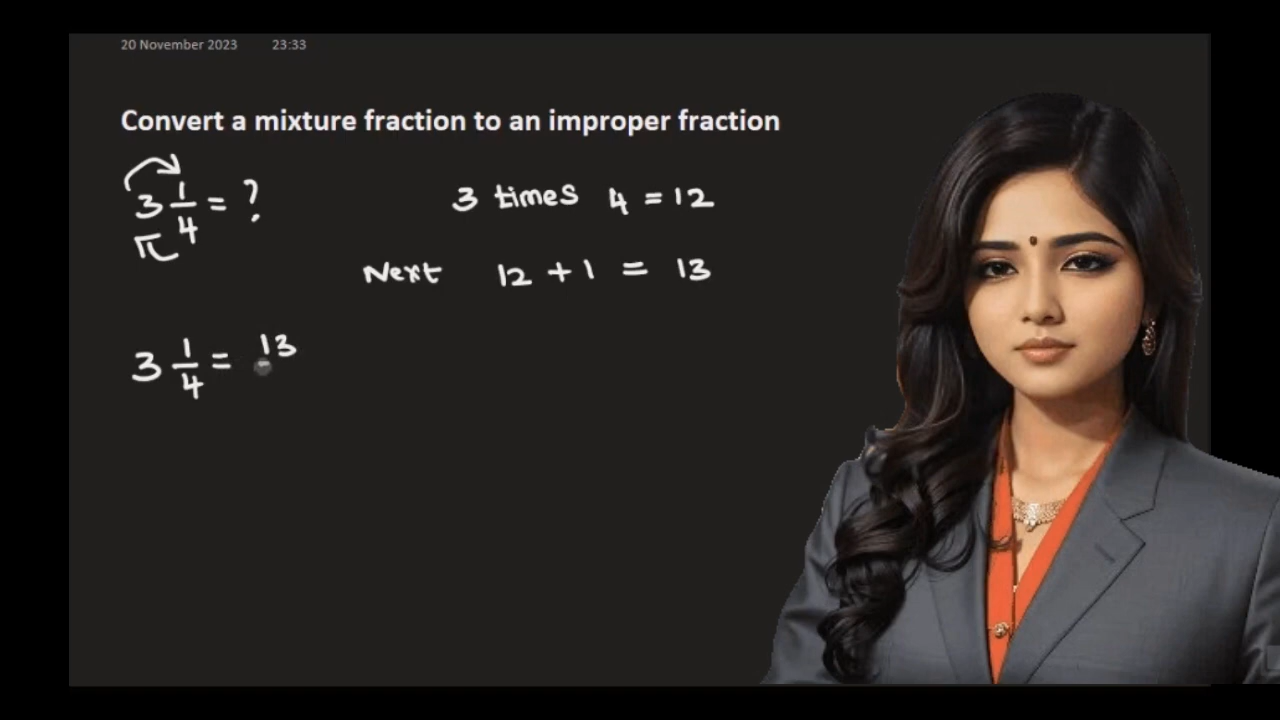 20 November 2023 23:33
Convert a mixture fraction to an improper fraction
3 1/4 = ?
3 times 4 = 12
Next 12 + 1 = 13
3 1/4 = 13